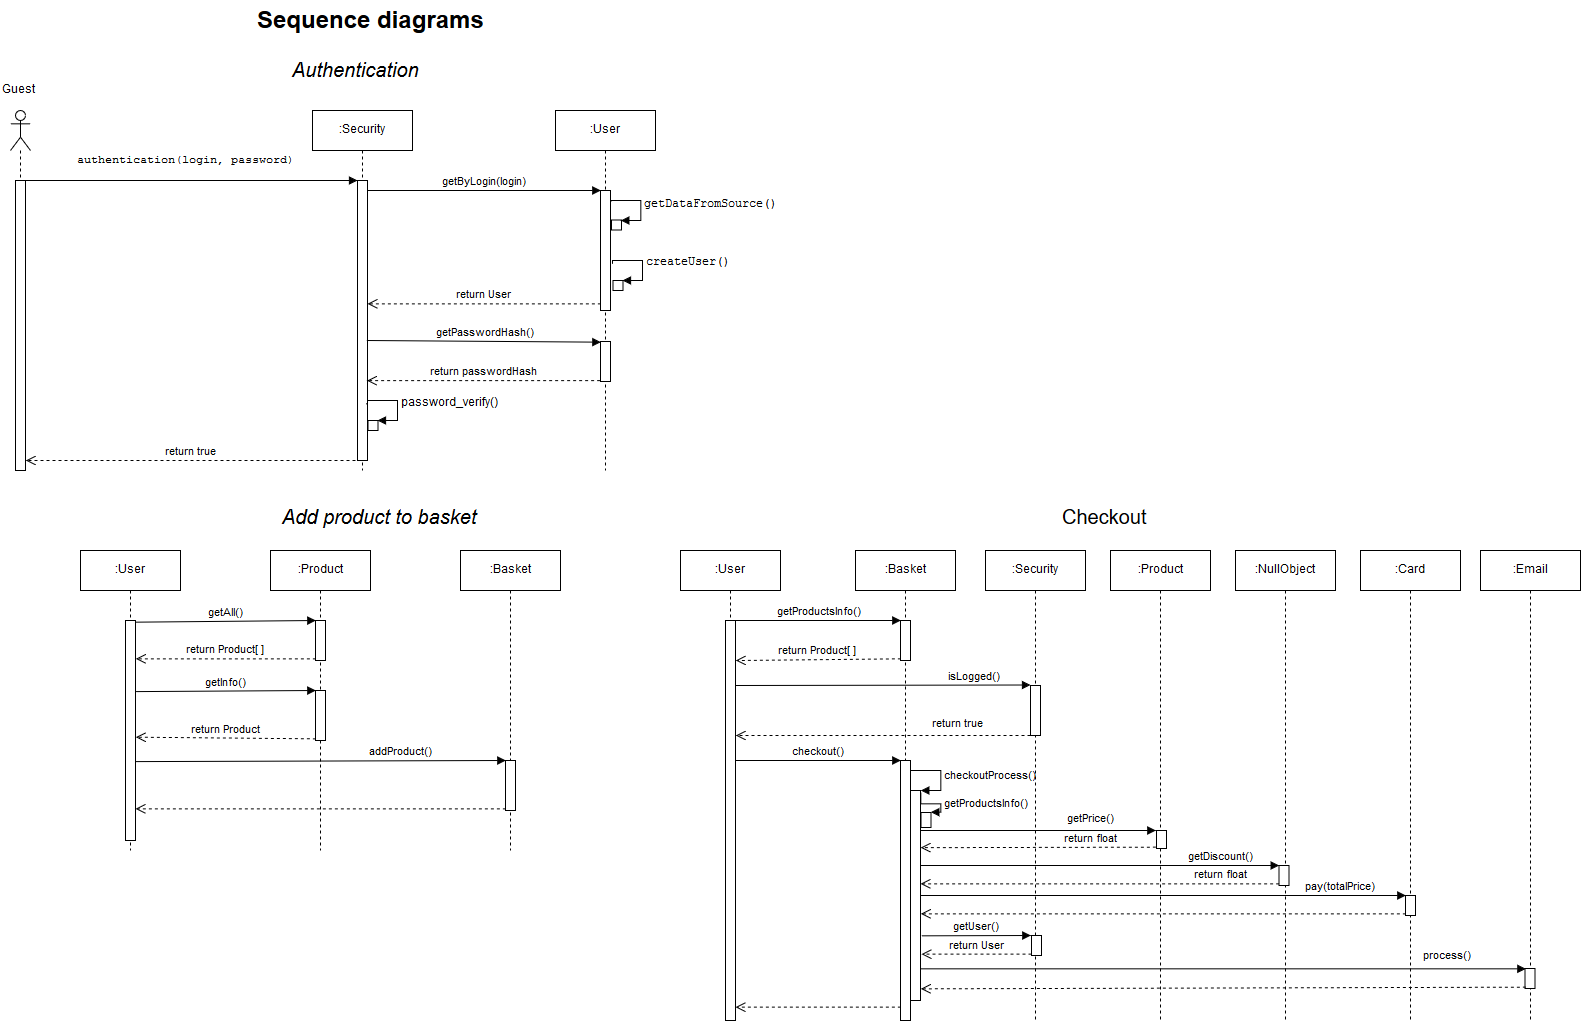 Sequence diagrams
Authentication
Guest
:Security
:User
authentication(login, password)
getByLogin(login)
getDataFromSource()
createUser()
return User
getPasswordHash()
return passwordHash
password_verify()
return true
Add product to basket
:User
:Product
:Basket
getAll()
return Product[ ]
getInfo()
return Product
addProduct()
Checkout
:User
:Basket
:Security
:Product
:NullObject
:Card
:Email
getProductsInfo()
return Product[ ]
isLogged()
return true
checkout()
checkoutProcess()
getProductsInfo()
getPrice()
return float
getDiscount()
return float
pay(totalPrice)
getUser()
return User
process()